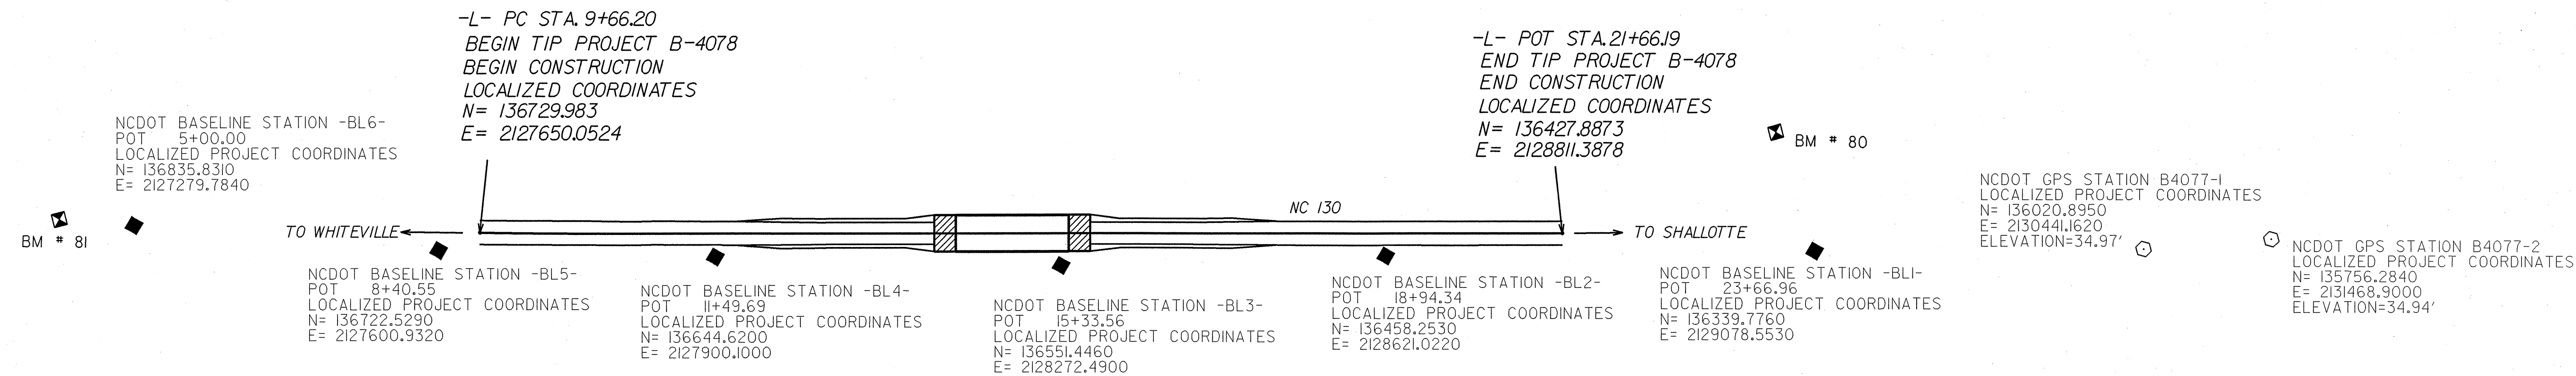 -L- PC STA. 9+66.20
BEGIN TIP PROJECT B-4078
BEGIN CONSTRUCTION
LOCALIZED COORDINATES
N= 136729.983
E= 2127650.0524
-L- POT STA.21+66.19
END TIP PROJECT B-4078
END CONSTRUCTION
LOCALIZED COORDINATES
N= 136427.8873
E= 2128811.3878
NCDOT BASELINE STATION -BL6-
POT 5+00.00
LOCALIZED PROJECT COORDINATES
N= 136835.8310
E= 2127279.7840
BM # 80
NCDOT GPS STATION B4077-1
LOCALIZED PROJECT COORDINATES
N= 136020.8950
E= 2130441.1620
ELEVATION=34.97'
BM # 81
TO WHITEVILLE
NC 130
TO SHALLOTTE
NCDOT GPS STATION B4077-2
LOCALIZED PROJECT COORDINATES
N= 135756.2840
E= 2131468.9000
ELEVATION=34.94'
NCDOT BASELINE STATION -BL5-
POT 8+40.55
LOCALIZED PROJECT COORDINATES
N= 136722.5290
E= 2127600.9320
NCDOT BASELINE STATION -BL4-
POT 11+49.69
LOCALIZED PROJECT COORDINATES
N= 136644.6200
E= 2127900.1000
NCDOT BASELINE STATION -BL3-
POT 15+33.56
LOCALIZED PROJECT COORDINATES
N= 136551.4460
E= 2128272.4900
NCDOT BASELINE STATION -BL2-
POT 18+94.34
LOCALIZED PROJECT COORDINATES
N= 136458.2530
E= 2128621.0220
NCDOT BASELINE STATION -BL1-
POT 23+66.96
LOCALIZED PROJECT COORDINATES
N= 136339.7760
E= 2129078.5530